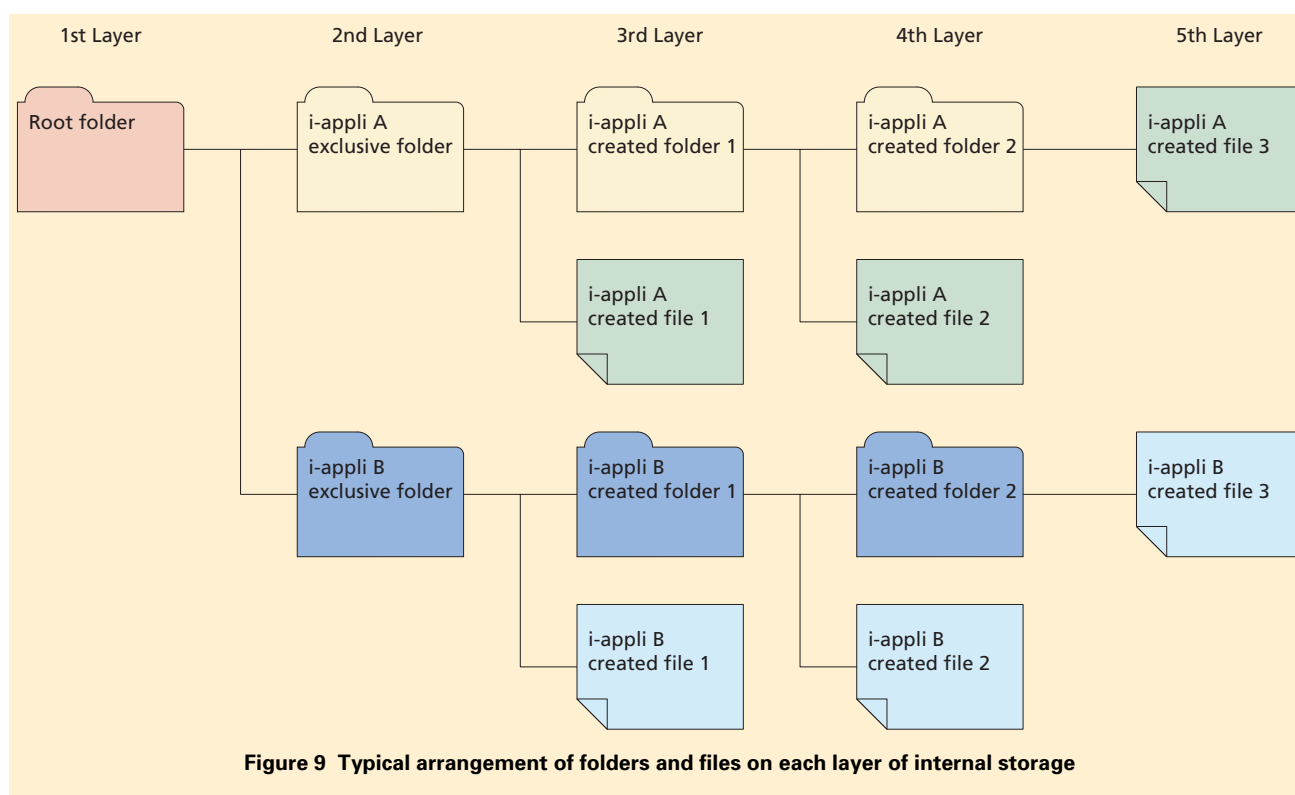 1st Layer
2nd Layer
3rd Layer
4th Layer
5th Layer
Root folder
i-appli A
exclusive folder
i-appli A
created folder 1
i-appli A
created folder 2
i-appli A
created file 3
i-appli A
created file 1
i-appli A
created file 2
i-appli B
exclusive folder
i-appli B
created folder 1
i-appli B
created folder 2
i-appli B
created file 3
i-appli B
created file 1
i-appli B
created file 2
Figure 9 Typical arrangement of folders and files on each layer of internal storage